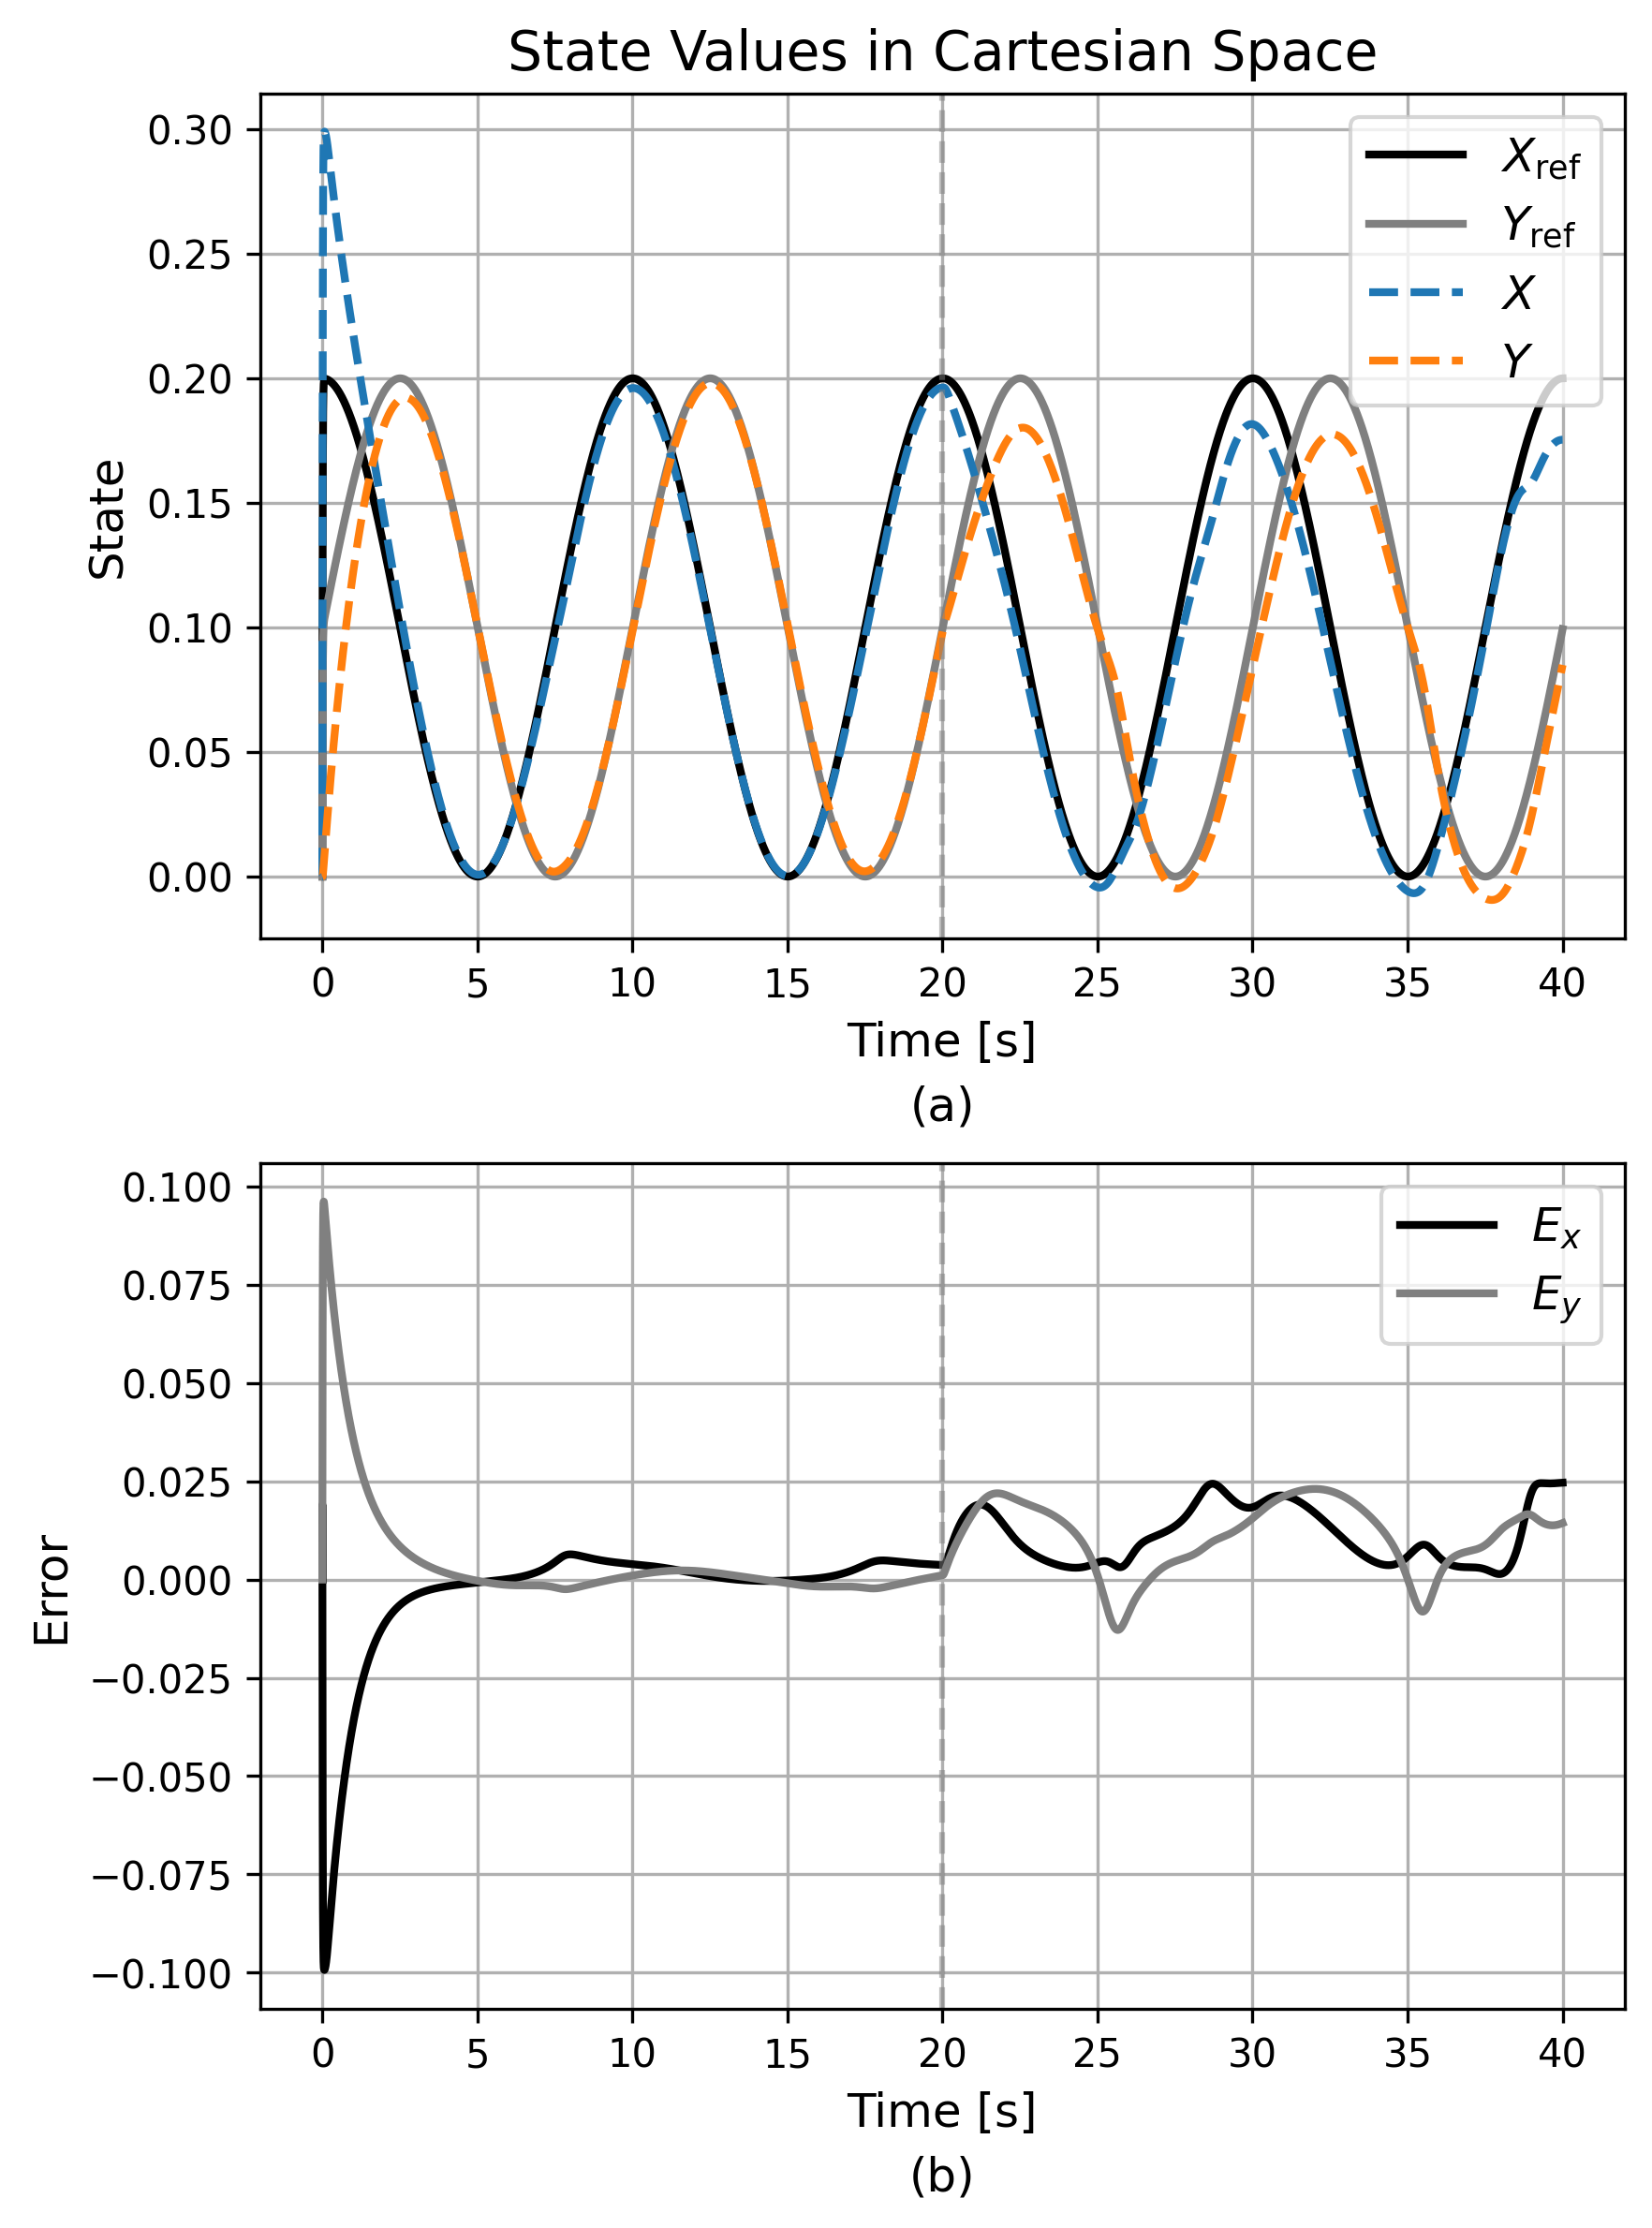 State Values in Cartesian Space
0.30
0.25
0.20
0.15
0.10
0.05
0.00
State
X_ref
Y_ref
X
Y
0 5 10 15 20 25 30 35 40
Time [s]
(a)
0.100
0.075
0.050
0.025
0.000
−0.025
−0.050
−0.075
−0.100
Error
E_x
E_y
0 5 10 15 20 25 30 35 40
Time [s]
(b)